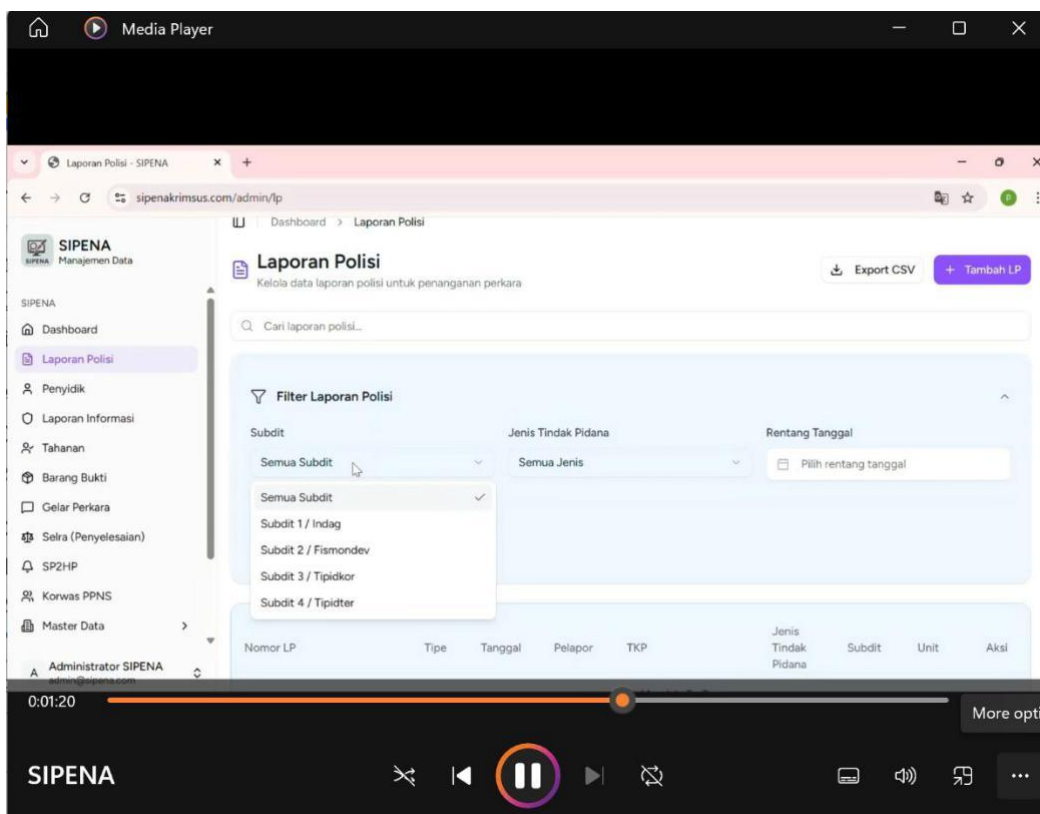 Media Player
Laporan Polisi - SIPENA
sipenakrimsus.com/admin/lp
SIPENA
Manajemen Data
SIPENA
Dashboard
Laporan Polisi
Penyidik
Laporan Informasi
Tahanan
Barang Bukti
Gelar Perkara
Selra (Penyelesaian)
SP2HP
Korwas PPNS
Master Data
A Administrator SIPENA
admin@sipena.com
Dashboard > Laporan Polisi
Laporan Polisi
Kelola data laporan polisi untuk penanganan perkara
Export CSV
+ Tambah LP
Cari laporan polisi...
Filter Laporan Polisi
Subdit
Jenis Tindak Pidana
Rentang Tanggal
Semua Subdit
Semua Jenis
Pilih rentang tanggal
Semua Subdit
Subdit 1 / Indag
Subdit 2 / Fismondev
Subdit 3 / Tipidkor
Subdit 4 / Tipidter
Nomor LP
Tipe
Tanggal
Pelapor
TKP
Jenis
Tindak
Pidana
Subdit
Unit
Aksi
0:01:20
More opti
SIPENA